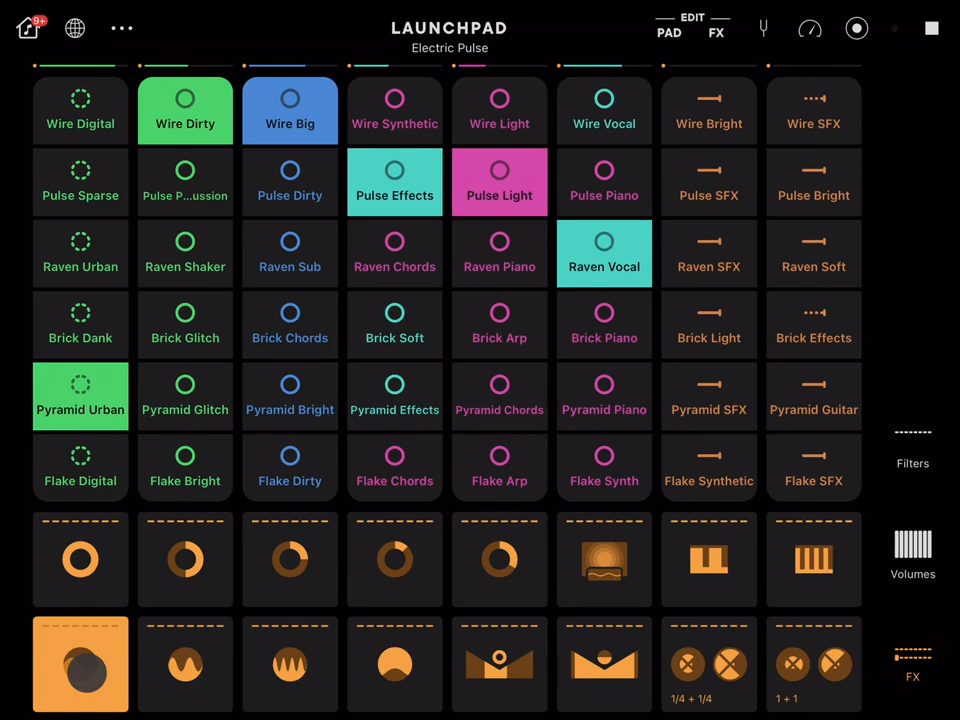 9+
LAUNCHPAD
Electric Pulse
EDIT
PAD FX
Wire Digital Wire Dirty Wire Big Wire Synthetic Wire Light Wire Vocal Wire Bright Wire SFX
Pulse Sparse Pulse P...ussion Pulse Dirty Pulse Effects Pulse Light Pulse Piano Pulse SFX Pulse Bright
Raven Urban Raven Shaker Raven Sub Raven Chords Raven Piano Raven Vocal Raven SFX Raven Soft
Brick Dank Brick Glitch Brick Chords Brick Soft Brick Arp Brick Piano Brick Light Brick Effects
Pyramid Urban Pyramid Glitch Pyramid Bright Pyramid Effects Pyramid Chords Pyramid Piano Pyramid SFX Pyramid Guitar
Flake Digital Flake Bright Flake Dirty Flake Chords Flake Arp Flake Synth Flake Synthetic Flake SFX
Filters
Volumes
FX
1/4 + 1/4 1 + 1